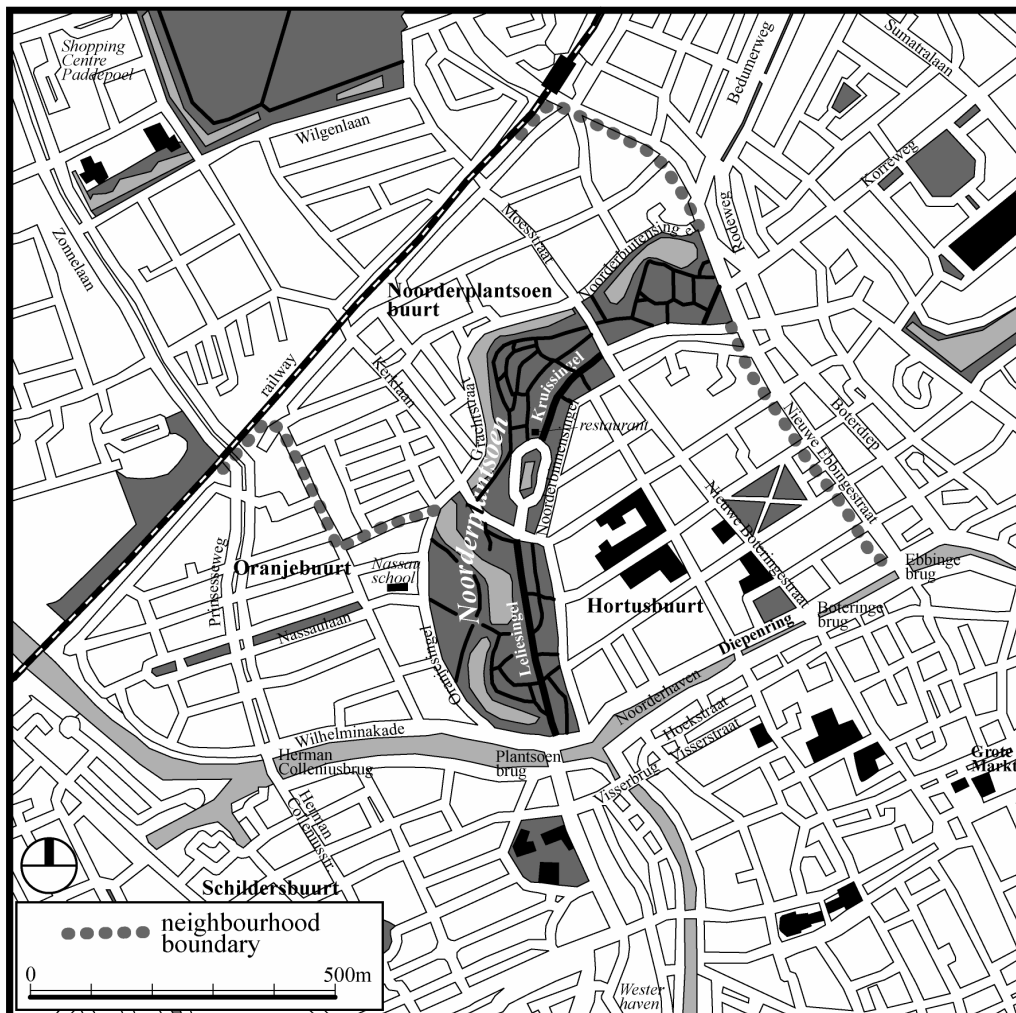 Shopping
Centre
Paddepoel
Sumatralaan
Bedumerweg
Wilgenlaan
Korreweg
Zonnelaan
Moesstraat
Noorderbinnensingel
Rodeweg
Noorderplantsoen
buurt
railway
Kerklaan
Grachtstraat
Kruissingel
restaurant
Noorderbinnensingel
Noorderplantsoen
Boterdiep
Nieuwe Ebbingestraat
Nieuwe Boteringestraat
Ebbinge
brug
Prinsesseweg
Oranjebuurt
Nassau
school
Hortusbuurt
Boteringe
brug
Nassaulaan
Oranjesingel
Leliesingel
Diepenring
Noorderhaven
Wilhelminakade
Hoekstraat
Visserstraat
Herman
Colleniusbrug
Plantsoen
brug
Visserbrug
Grote
Markt
Herman
Colleniusstr.
Schildersbuurt
neighbourhood
boundary
0
500m
Wester
haven